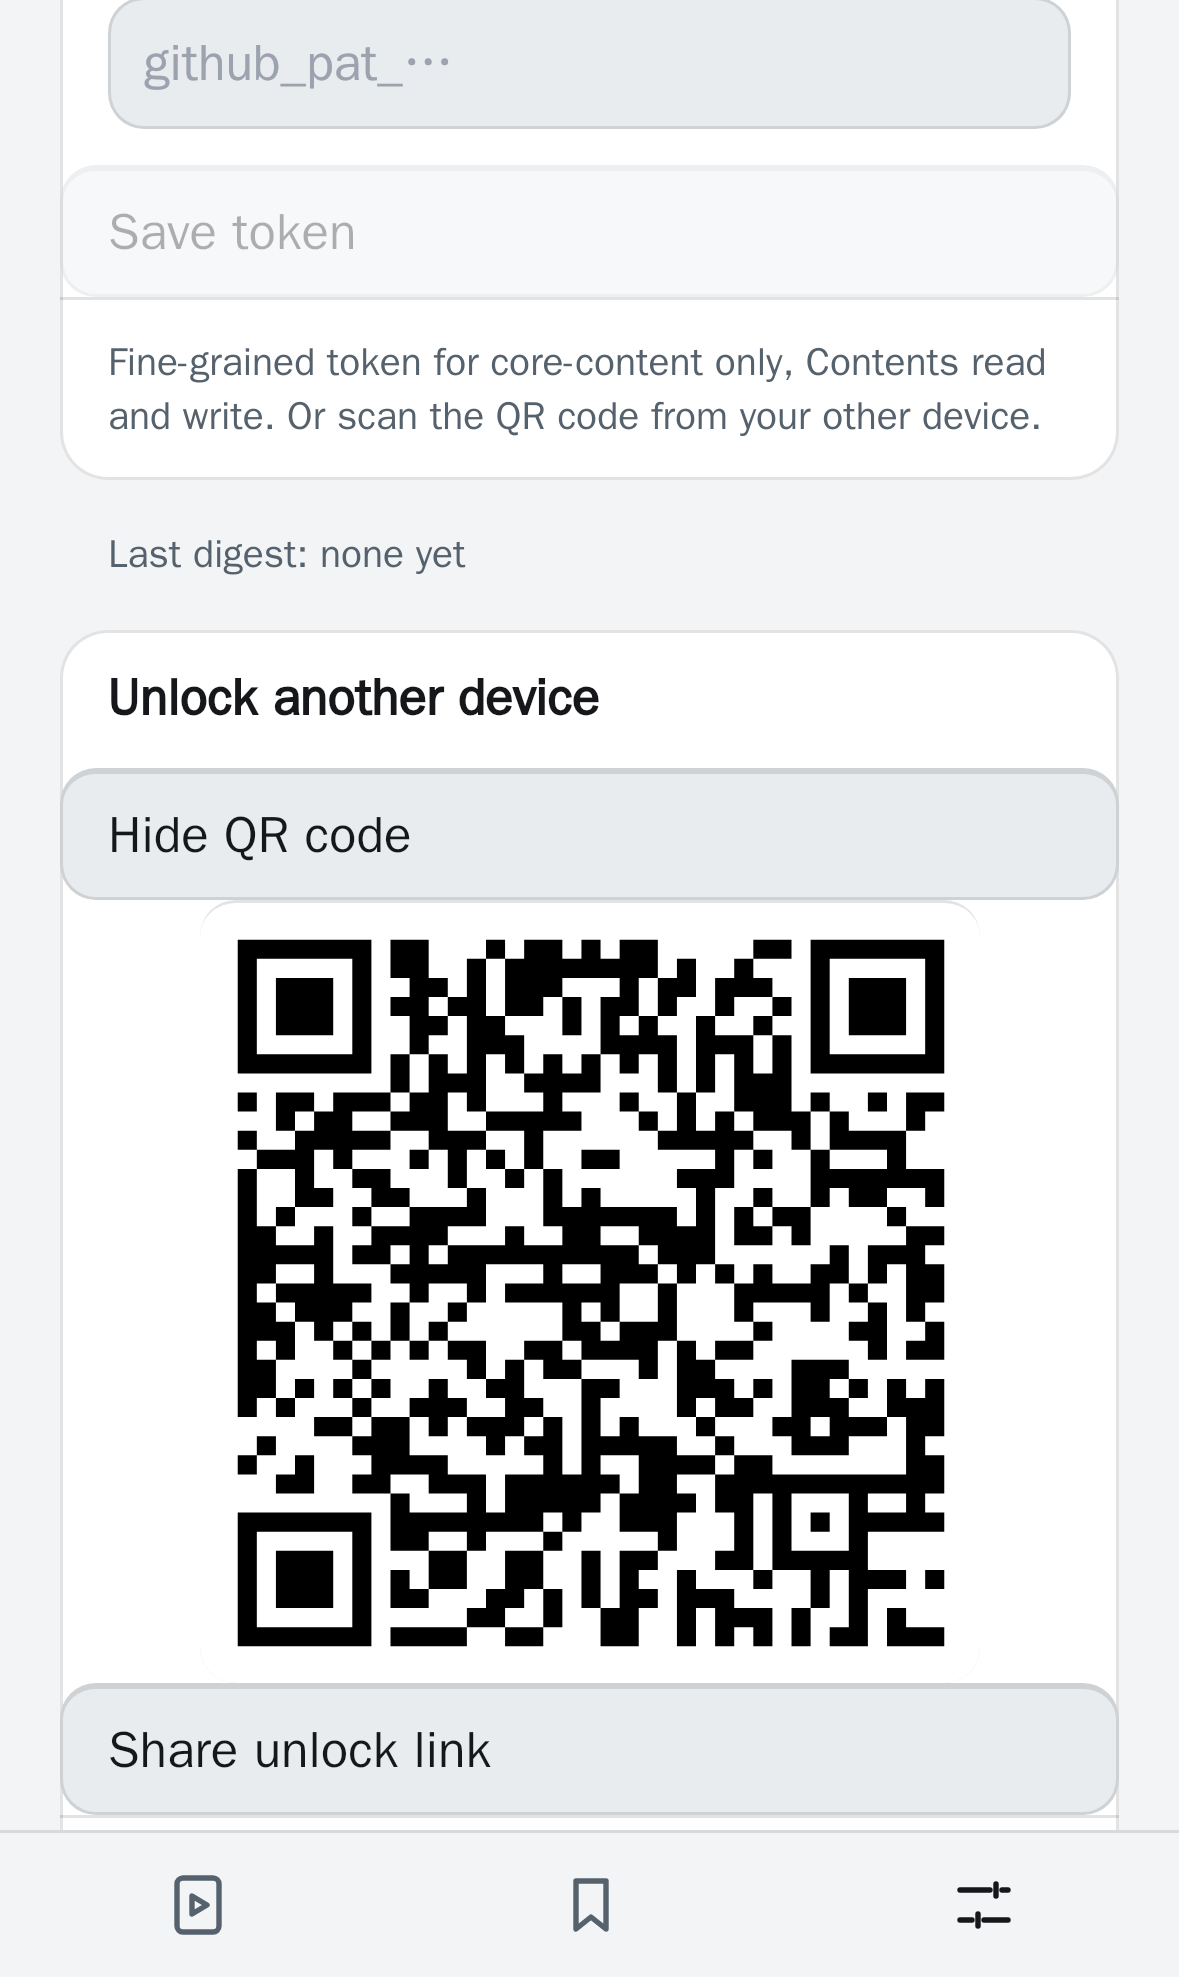 github_pat_…
Save token
Fine-grained token for core-content only, Contents read
and write. Or scan the QR code from your other device.
Last digest: none yet
Unlock another device
Hide QR code
Share unlock link